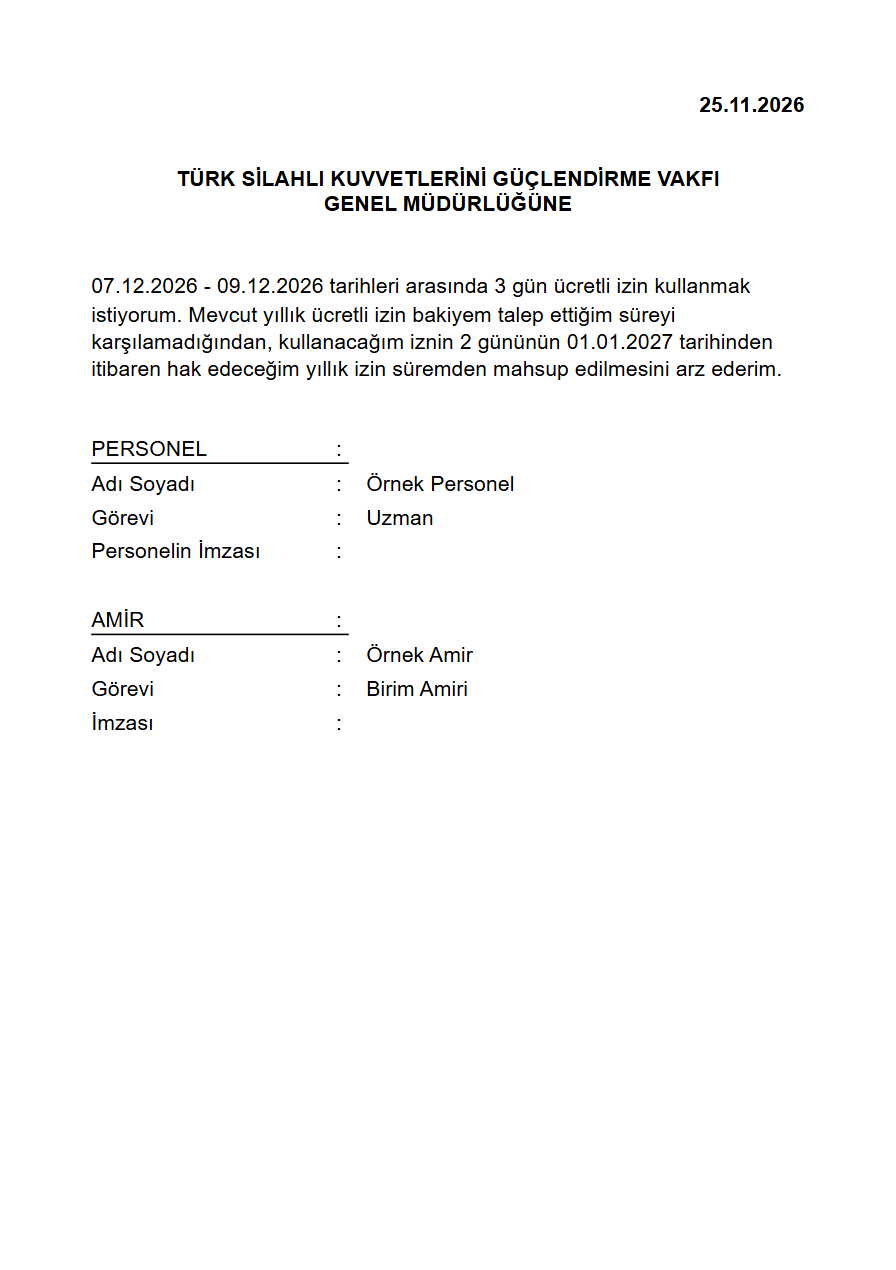 25.11.2026
TÜRK SİLAHLI KUVVETLERİNİ GÜÇLENDİRME VAKFI
GENEL MÜDÜRLÜĞÜNE
07.12.2026 - 09.12.2026 tarihleri arasında 3 gün ücretli izin kullanmak
istiyorum. Mevcut yıllık ücretli izin bakiyem talep ettiğim süreyi
karşılamadığından, kullanacağım iznin 2 gününün 01.01.2027 tarihinden
itibaren hak edeceğim yıllık izin süremden mahsup edilmesini arz ederim.
PERSONEL :
Adı Soyadı : Örnek Personel
Görevi : Uzman
Personelin İmzası :
AMİR :
Adı Soyadı : Örnek Amir
Görevi : Birim Amiri
İmzası :